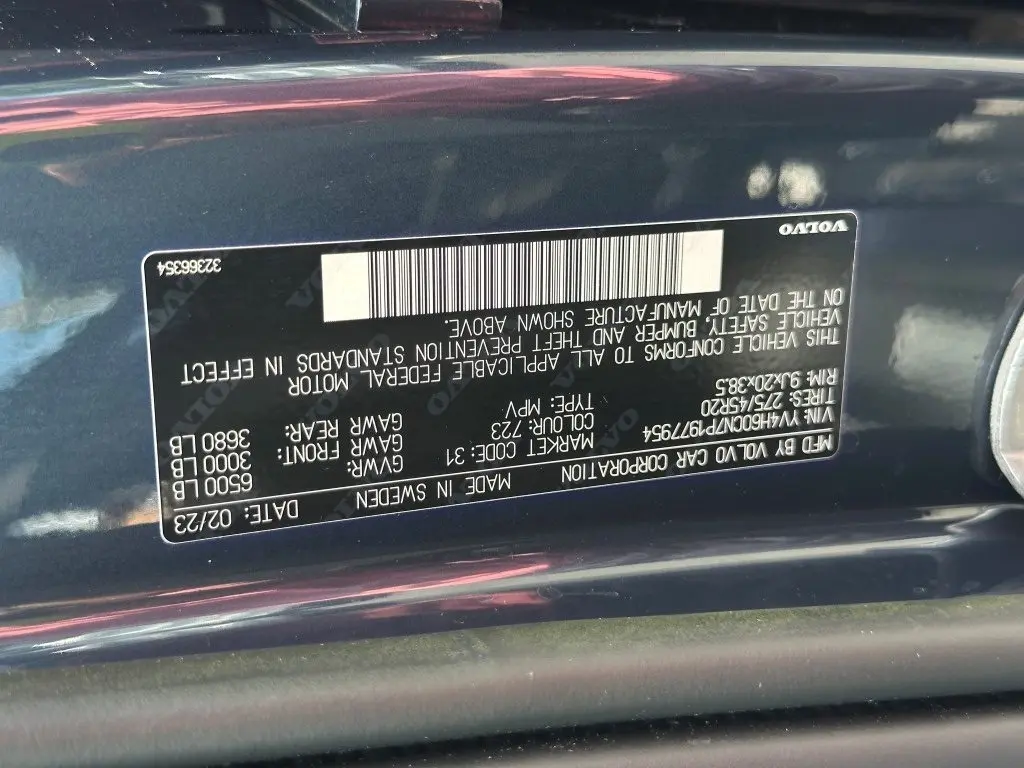 MFD BY VOLVO CAR CORPORATION MADE IN SWEDEN DATE: 02/23
VIN: YV4H60CN7P1977954 MARKET CODE: 31 GVWR: 6500 LB
TIRES: 275/45R20 COLOUR: 723 GAWR FRONT: 3000 LB
RIM: 9Jx20x38.5 TYPE: MPV GAWR REAR: 3680 LB
THIS VEHICLE CONFORMS TO ALL APPLICABLE FEDERAL MOTOR
VEHICLE SAFETY, BUMPER AND THEFT PREVENTION STANDARDS IN EFFECT
ON THE DATE OF MANUFACTURE SHOWN ABOVE.
VOLVO 32366354